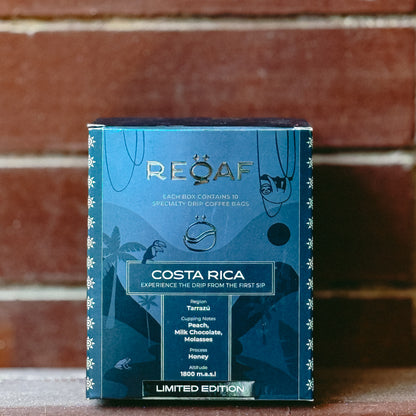 REQAF
EACH BOX CONTAINS 10
SPECIALTY DRIP COFFEE BAGS
COSTA RICA
EXPERIENCE THE DRIP FROM THE FIRST SIP
Region
Tarrazú
Cupping Notes
Peach,
Milk Chocolate,
Molasses
Process
Honey
Altitude
1800 m.a.s.l
LIMITED EDITION